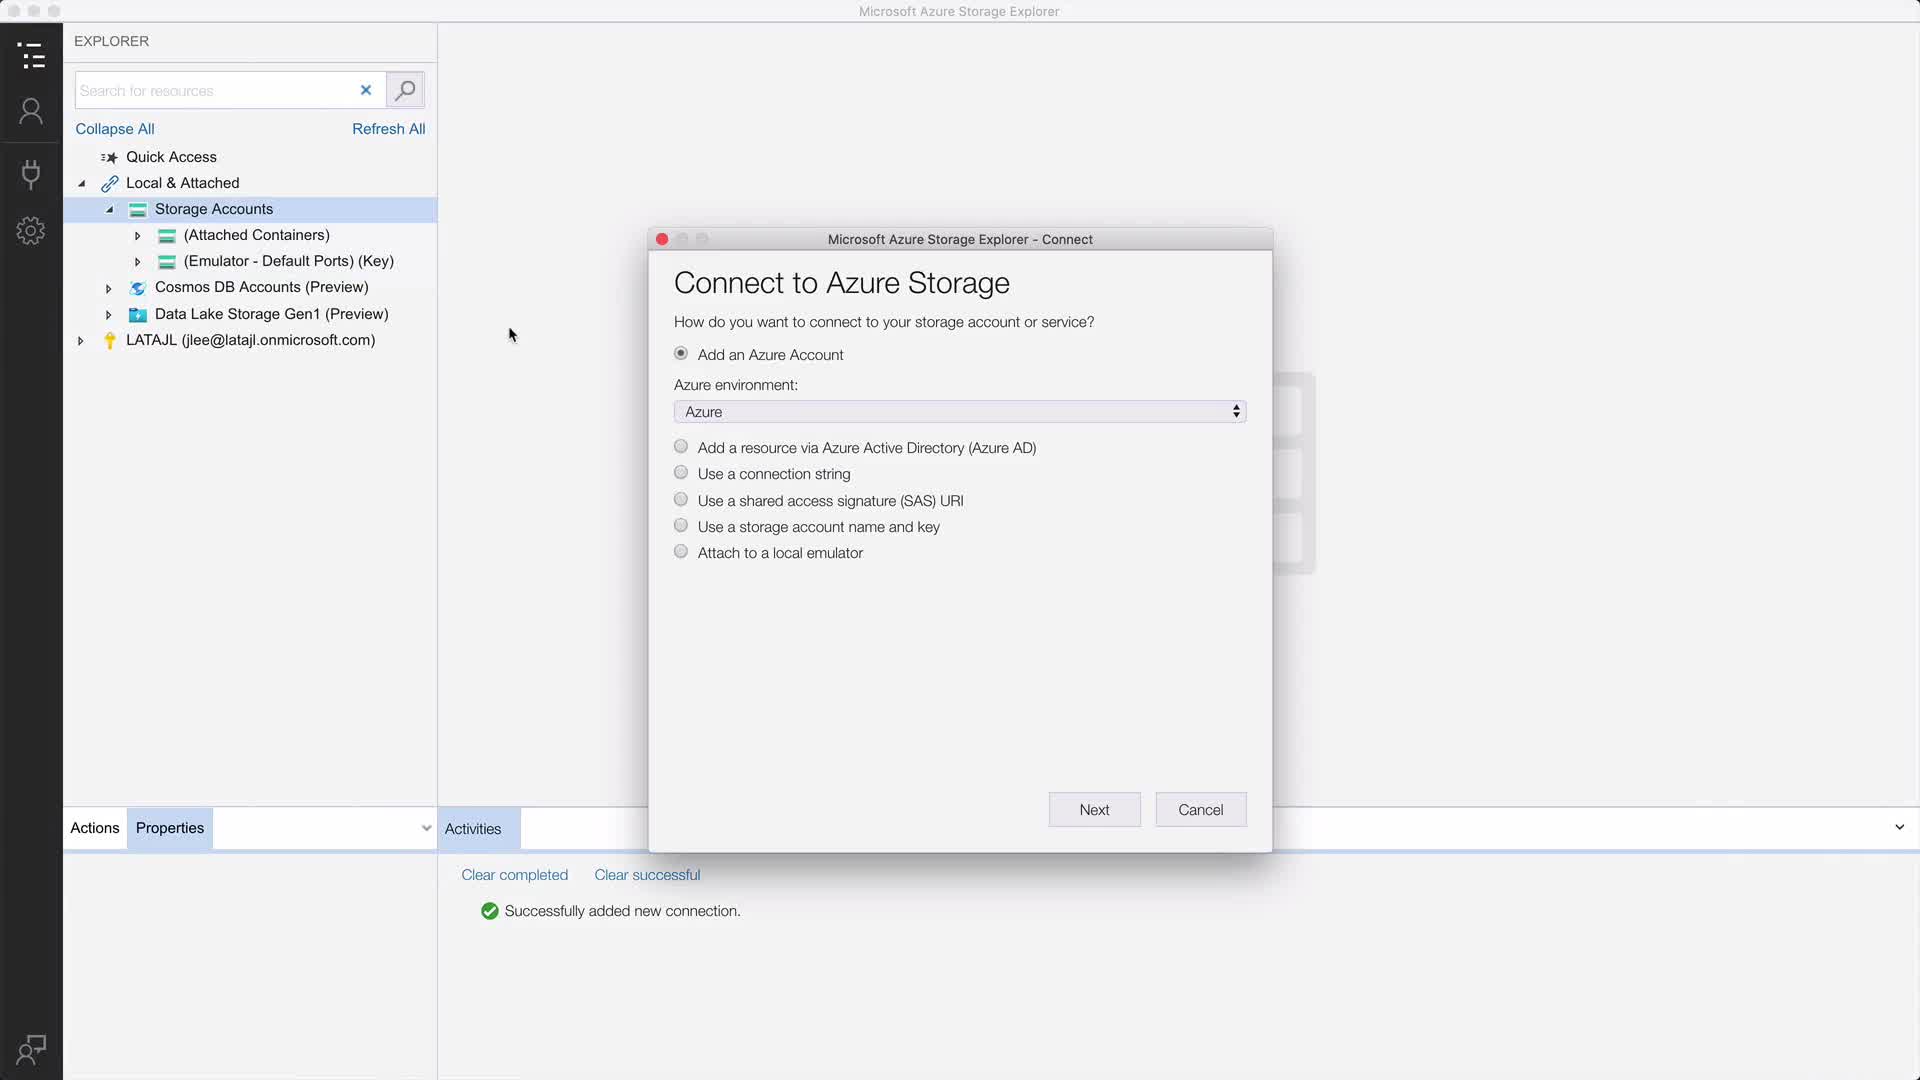 Microsoft Azure Storage Explorer
EXPLORER
Search for resources
Collapse All
Refresh All
Quick Access
Local & Attached
Storage Accounts
(Attached Containers)
(Emulator - Default Ports) (Key)
Cosmos DB Accounts (Preview)
Data Lake Storage Gen1 (Preview)
LATAJL (jlee@latajl.onmicrosoft.com)
Microsoft Azure Storage Explorer - Connect
Connect to Azure Storage
How do you want to connect to your storage account or service?
Add an Azure Account
Azure environment:
Azure
Add a resource via Azure Active Directory (Azure AD)
Use a connection string
Use a shared access signature (SAS) URI
Use a storage account name and key
Attach to a local emulator
Next
Cancel
Actions
Properties
Activities
Clear completed
Clear successful
Successfully added new connection.